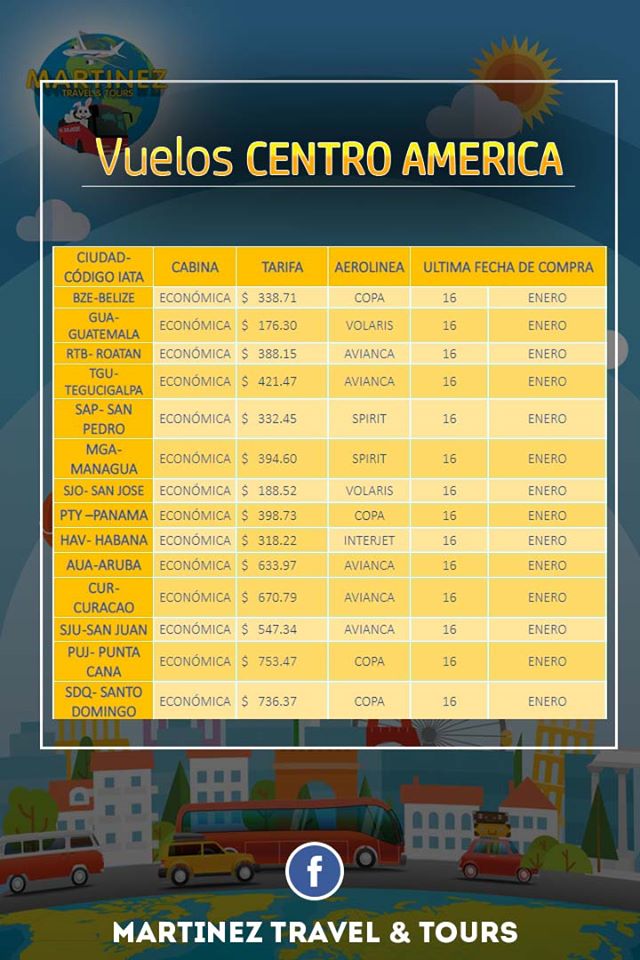 MARTINEZ
TRAVEL & TOURS
Vuelos CENTRO AMERICA
CIUDAD-
CÓDIGO IATA CABINA TARIFA AEROLINEA ULTIMA FECHA DE COMPRA
BZE-BELIZE ECONÓMICA $ 338.71 COPA 16 ENERO
GUA-
GUATEMALA ECONÓMICA $ 176.30 VOLARIS 16 ENERO
RTB- ROATAN ECONÓMICA $ 388.15 AVIANCA 16 ENERO
TGU-
TEGUCIGALPA ECONÓMICA $ 421.47 AVIANCA 16 ENERO
SAP- SAN
PEDRO ECONÓMICA $ 332.45 SPIRIT 16 ENERO
MGA-
MANAGUA ECONÓMICA $ 394.60 SPIRIT 16 ENERO
SJO- SAN JOSE ECONÓMICA $ 188.52 VOLARIS 16 ENERO
PTY –PANAMA ECONÓMICA $ 398.73 COPA 16 ENERO
HAV- HABANA ECONÓMICA $ 318.22 INTERJET 16 ENERO
AUA-ARUBA ECONÓMICA $ 633.97 AVIANCA 16 ENERO
CUR-
CURACAO ECONÓMICA $ 670.79 AVIANCA 16 ENERO
SJU-SAN JUAN ECONÓMICA $ 547.34 AVIANCA 16 ENERO
PUJ- PUNTA
CANA ECONÓMICA $ 753.47 COPA 16 ENERO
SDQ- SANTO
DOMINGO ECONÓMICA $ 736.37 COPA 16 ENERO
f
MARTINEZ TRAVEL & TOURS